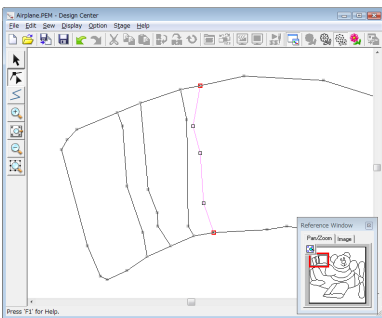 Airplane.PEM - Design Center
File Edit Sew Display Option Stage Help
Reference Window
Pan/Zoom Image
Press 'F1' for Help.